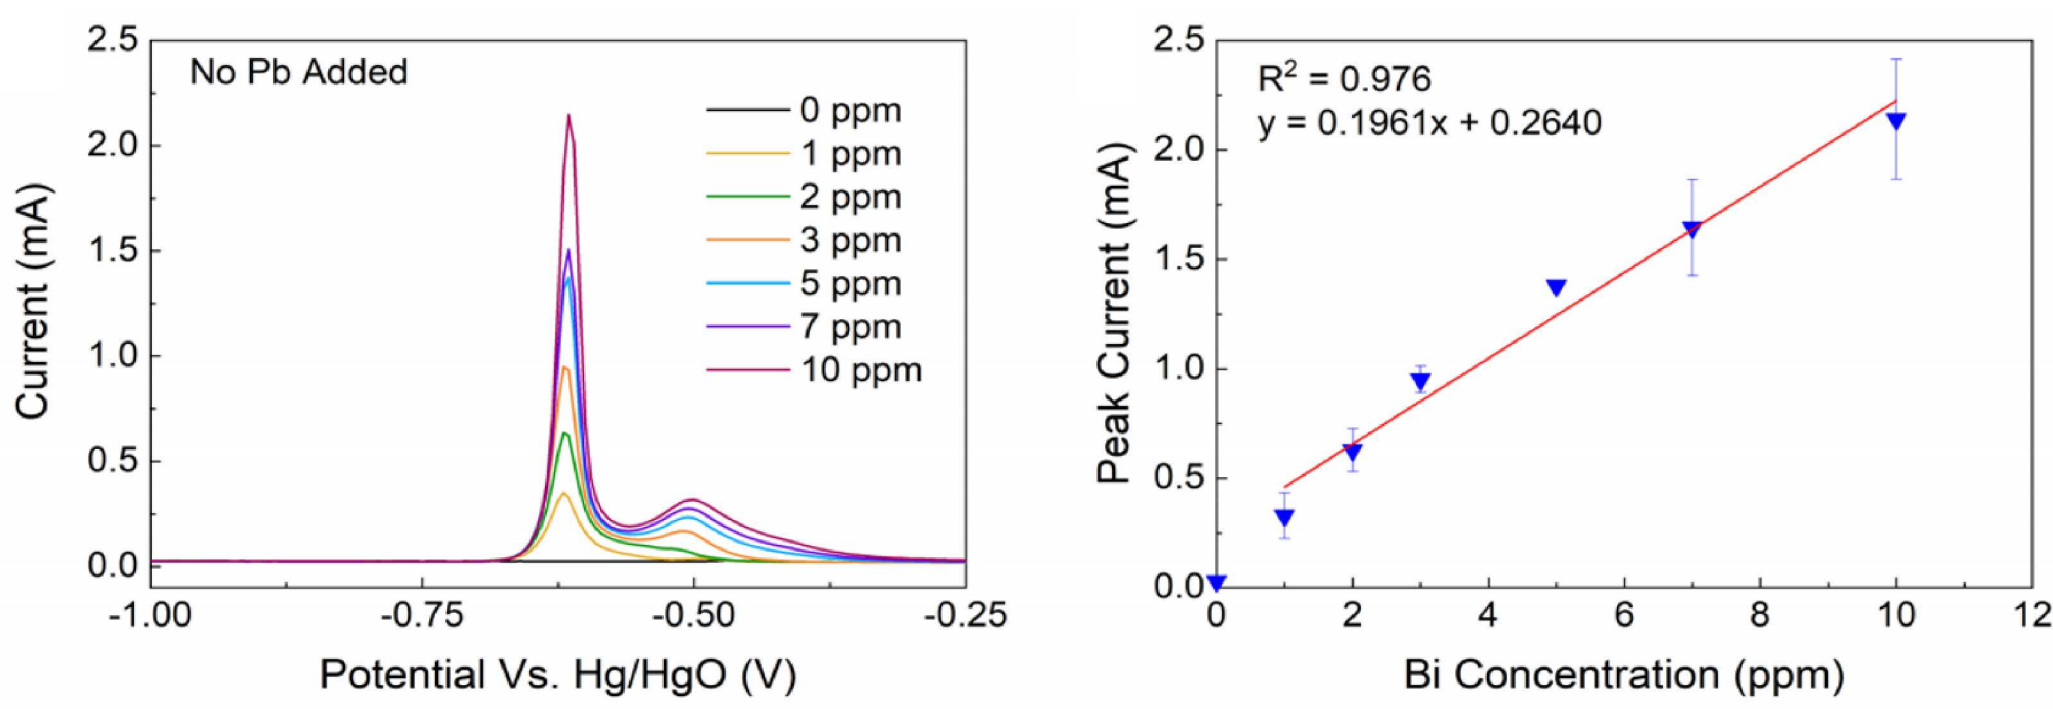 2.5
2.0
1.5
1.0
0.5
0.0
-1.00
-0.75
-0.50
-0.25
Current (mA)
Potential Vs. Hg/HgO (V)
No Pb Added
0 ppm
1 ppm
2 ppm
3 ppm
5 ppm
7 ppm
10 ppm
2.5
2.0
1.5
1.0
0.5
0.0
0
2
4
6
8
10
12
Peak Current (mA)
Bi Concentration (ppm)
R² = 0.976
y = 0.1961x + 0.2640